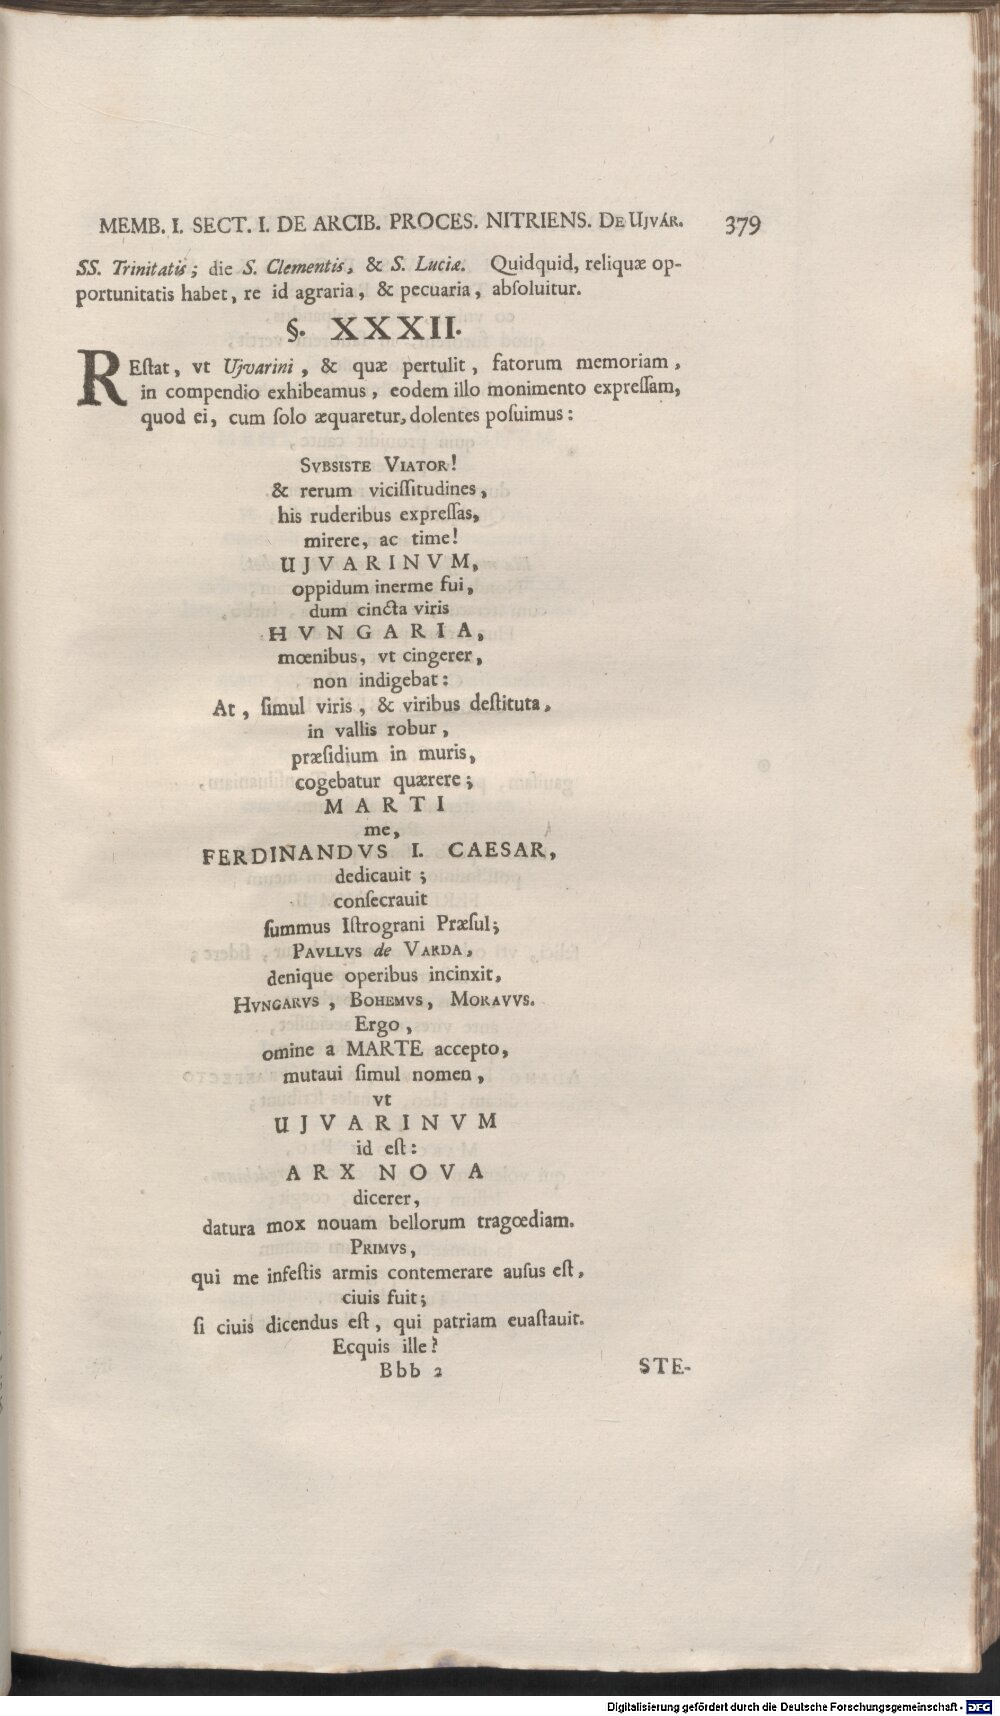 MEMB. I. SECT. I. DE ARCIB. PROCES. NITRIENS. DE UJVÁR. 379
SS. Trinitatis; die S. Clementis, & S. Luciæ. Quidquid, reliquæ op-
portunitatis habet, re id agraria, & pecuaria, abſoluitur.
§. XXXII.
REſtat, vt Ujvarini, & quæ pertulit, fatorum memoriam,
in compendio exhibeamus, eodem illo monimento expreſſam,
quod ei, cum ſolo æquaretur, dolentes poſuimus:
SVBSISTE VIATOR!
& rerum viciſſitudines,
his ruderibus expreſſas,
mirere, ac time!
UJVARINVM,
oppidum inerme fui,
dum cincta viris
HVNGARIA,
mœnibus, vt cingerer,
non indigebat:
At, ſimul viris, & viribus deſtituta,
in vallis robur,
præſidium in muris,
cogebatur quærere;
MARTI
me,
FERDINANDVS I. CAESAR,
dedicauit;
conſecrauit
ſummus Iſtrograni Præſul;
PAVLLVS de VARDA,
denique operibus incinxit,
HVNGARVS, BOHEMVS, MORAVVS.
Ergo,
omine a MARTE accepto,
mutaui ſimul nomen,
vt
UJVARINVM
id eſt:
ARX NOVA
dicerer,
datura mox nouam bellorum tragœdiam.
PRIMVS,
qui me infeſtis armis contemerare auſus eſt,
ciuis fuit;
ſi ciuis dicendus eſt, qui patriam euaſtauit.
Ecquis ille?
Bbb 2 STE-
Digitalisierung gefördert durch die Deutsche Forschungsgemeinschaft - DFG